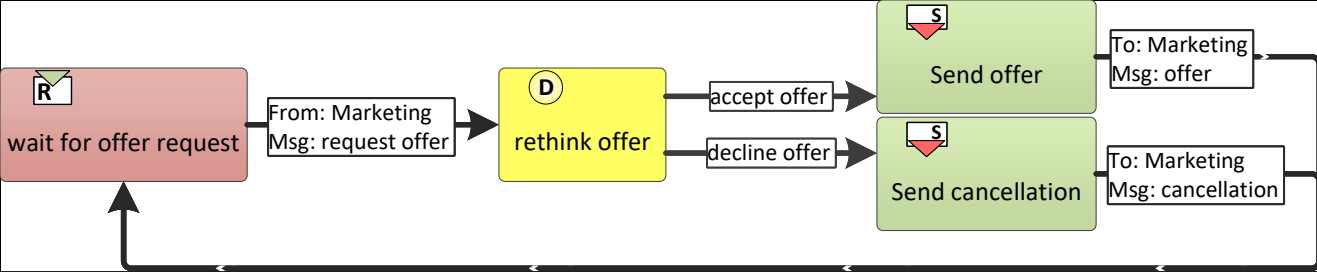 R
wait for offer request
From: Marketing
Msg: request offer
D
rethink offer
accept offer
decline offer
S
Send offer
To: Marketing
Msg: offer
S
Send cancellation
To: Marketing
Msg: cancellation